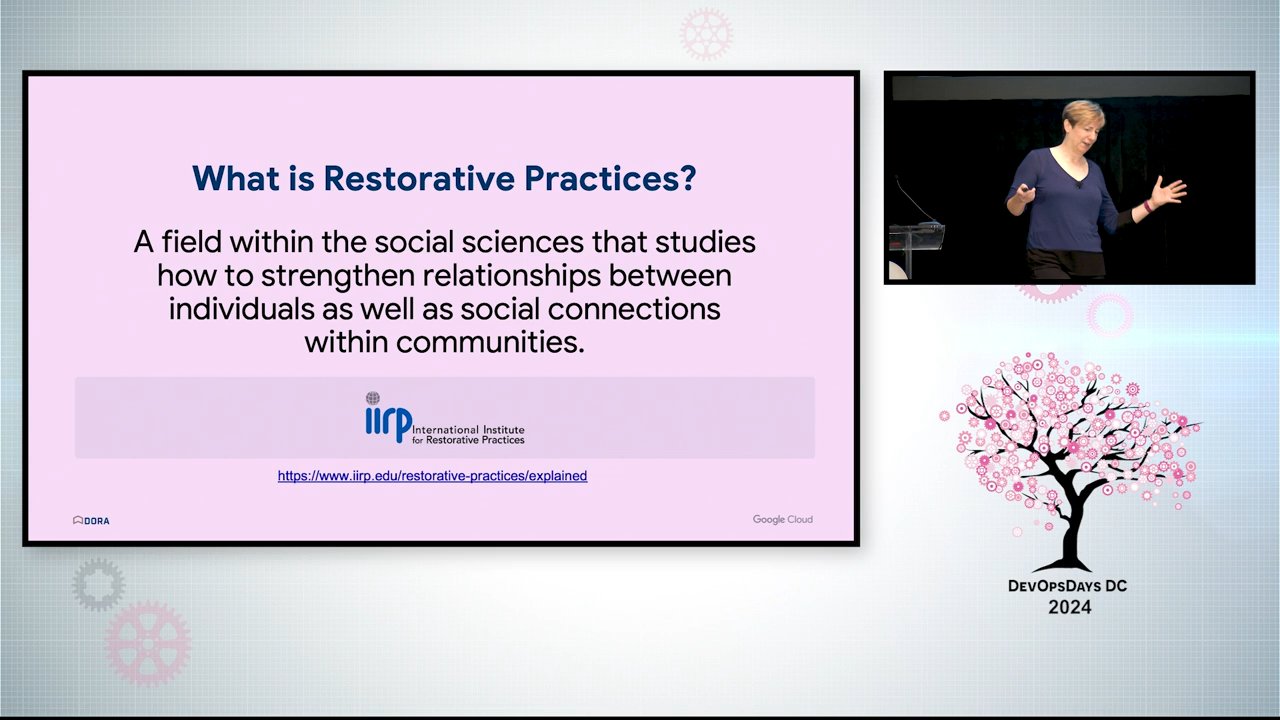 What is Restorative Practices?
A field within the social sciences that studies
how to strengthen relationships between
individuals as well as social connections
within communities.
iirp International Institute
for Restorative Practices
https://www.iirp.edu/restorative-practices/explained
DORA
Google Cloud
DevOpsDays DC
2024